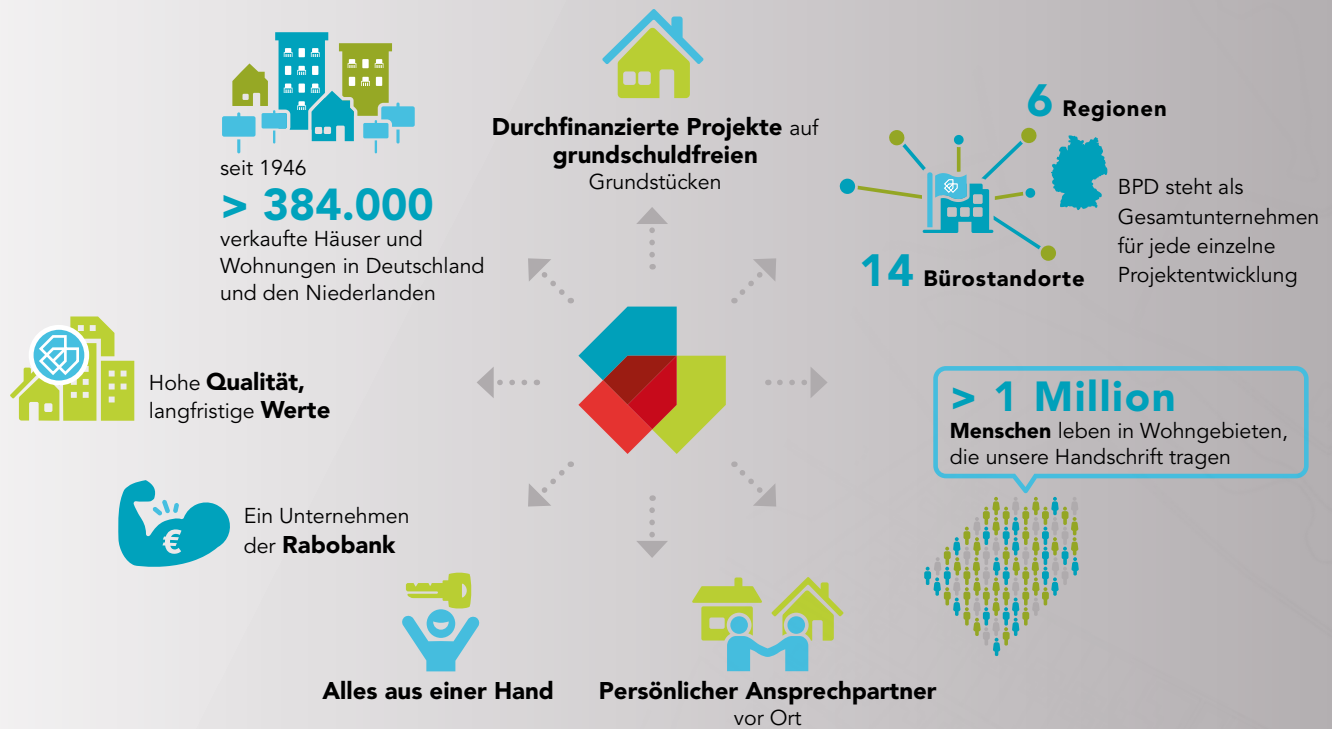 seit 1946
> 384.000
verkaufte Häuser und
Wohnungen in Deutschland
und den Niederlanden
Durchfinanzierte Projekte auf
grundschuldfreien
Grundstücken
6 Regionen
14 Bürostandorte
BPD steht als
Gesamtunternehmen
für jede einzelne
Projektentwicklung
Hohe Qualität,
langfristige Werte
> 1 Million
Menschen leben in Wohngebieten,
die unsere Handschrift tragen
€
Ein Unternehmen
der Rabobank
Alles aus einer Hand
Persönlicher Ansprechpartner
vor Ort